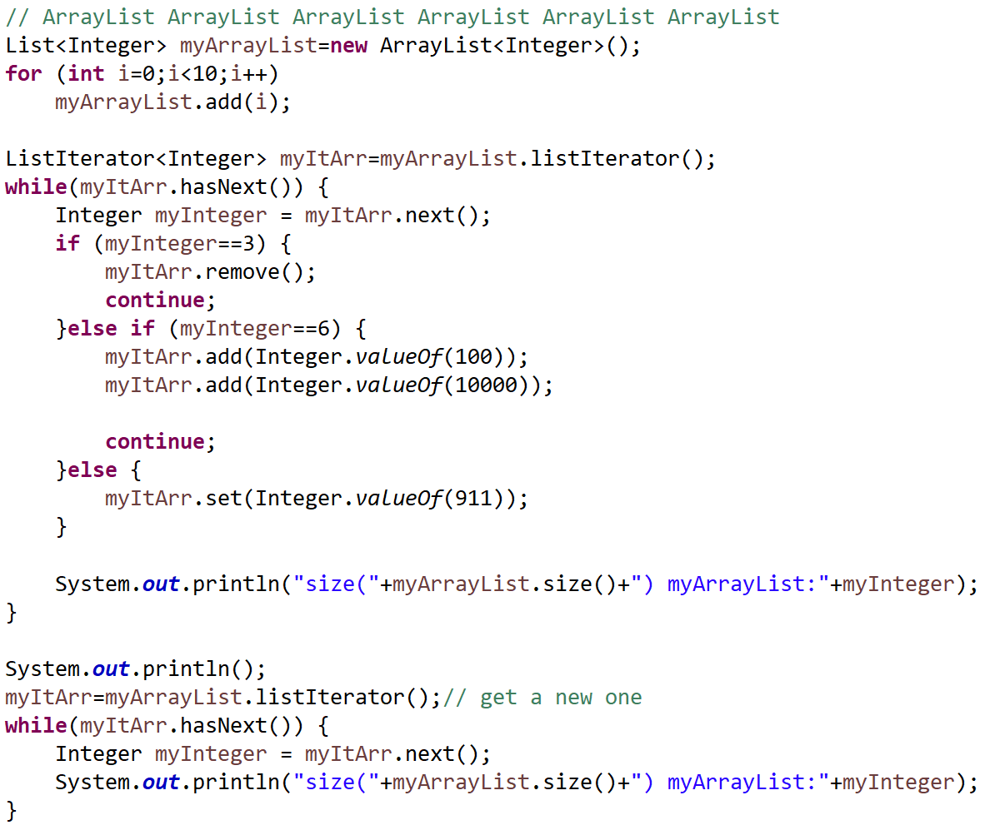 // ArrayList ArrayList ArrayList ArrayList ArrayList ArrayList
List<Integer> myArrayList=new ArrayList<Integer>();
for (int i=0;i<10;i++)
    myArrayList.add(i);

ListIterator<Integer> myItArr=myArrayList.listIterator();
while(myItArr.hasNext()) {
    Integer myInteger = myItArr.next();
    if (myInteger==3) {
        myItArr.remove();
        continue;
    }else if (myInteger==6) {
        myItArr.add(Integer.valueOf(100));
        myItArr.add(Integer.valueOf(10000));

        continue;
    }else {
        myItArr.set(Integer.valueOf(911));
    }

    System.out.println("size("+myArrayList.size()+") myArrayList:"+myInteger);
}

System.out.println();
myItArr=myArrayList.listIterator();// get a new one
while(myItArr.hasNext()) {
    Integer myInteger = myItArr.next();
    System.out.println("size("+myArrayList.size()+") myArrayList:"+myInteger);
}